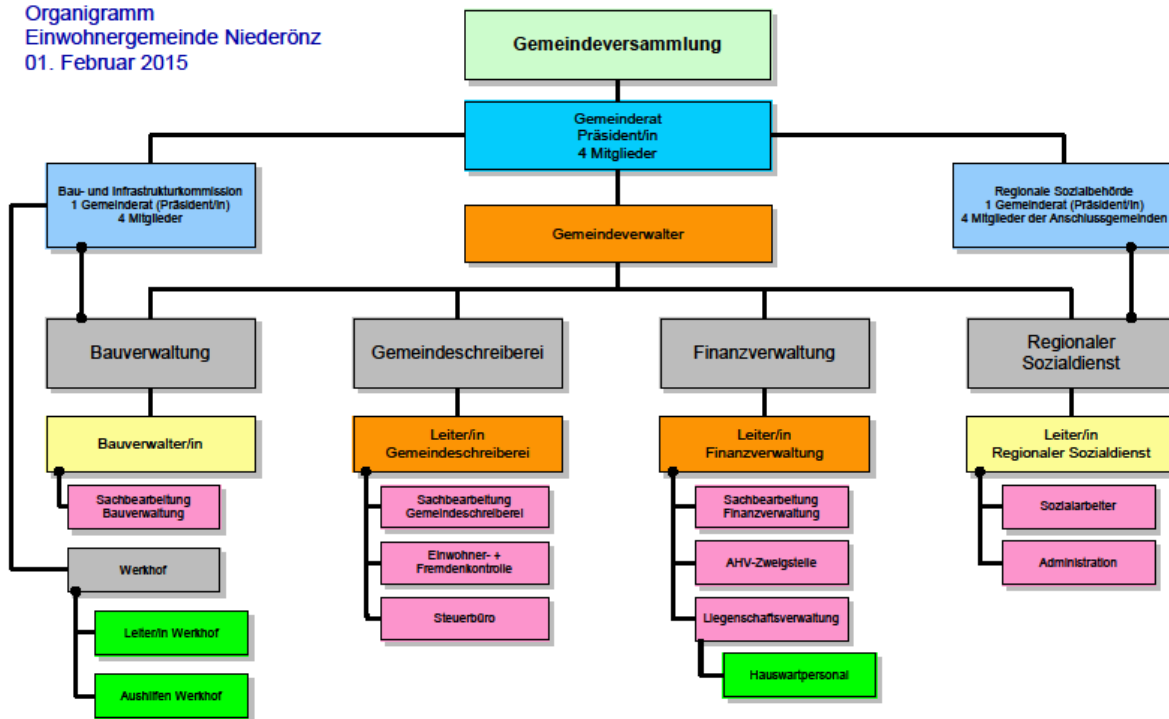 Organigramm
Einwohnergemeinde Niederönz
01. Februar 2015
Gemeindeversammlung
Gemeinderat
Präsident/in
4 Mitglieder
Bau- und Infrastrukturkommission
1 Gemeinderat (Präsident/in)
4 Mitglieder
Regionale Sozialbehörde
1 Gemeinderat (Präsident/in)
4 Mitglieder der Anschlussgemeinden
Gemeindeverwalter
Bauverwaltung
Gemeindeschreiberei
Finanzverwaltung
Regionaler
Sozialdienst
Bauverwalter/in
Leiter/in
Gemeindeschreiberei
Leiter/in
Finanzverwaltung
Leiter/in
Regionaler Sozialdienst
Sachbearbeitung
Bauverwaltung
Sachbearbeitung
Gemeindeschreiberei
Sachbearbeitung
Finanzverwaltung
Sozialarbeiter
Werkhof
Einwohner- +
Fremdenkontrolle
AHV-Zweigstelle
Administration
Leiter/in Werkhof
Steuerbüro
Liegenschaftsverwaltung
Aushilfen Werkhof
Hauswartpersonal